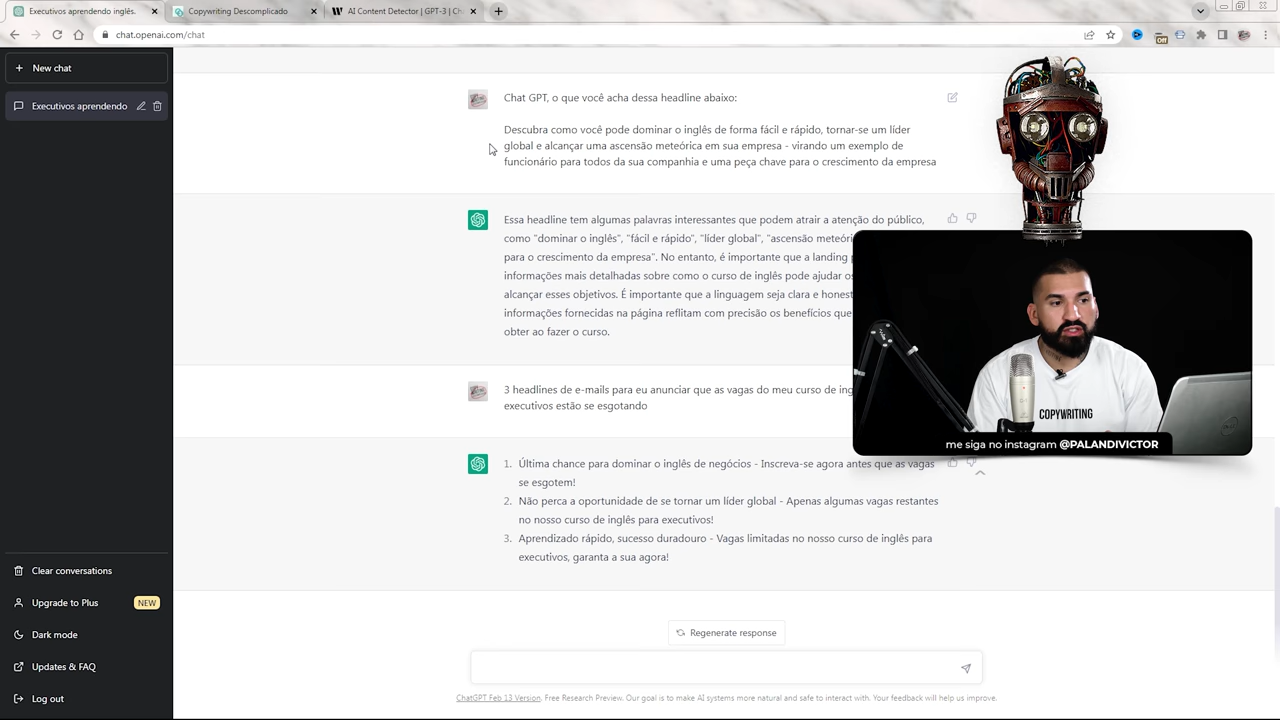 Executivos aprendendo inglês.
Copywriting Descomplicado
AI Content Detector | GPT-3 | Ch
chat.openai.com/chat
Off
New chat
Executivos aprendendo
Chat GPT, o que você acha dessa headline abaixo:
Descubra como você pode dominar o inglês de forma fácil e rápido, tornar-se um líder
global e alcançar uma ascensão meteórica em sua empresa - virando um exemplo de
funcionário para todos da sua companhia e uma peça chave para o crescimento da empresa
Essa headline tem algumas palavras interessantes que podem atrair a atenção do público,
como "dominar o inglês", "fácil e rápido", "líder global", "ascensão meteóri
para o crescimento da empresa". No entanto, é importante que a landing
informações mais detalhadas sobre como o curso de inglês pode ajudar os
alcançar esses objetivos. É importante que a linguagem seja clara e honest
informações fornecidas na página reflitam com precisão os benefícios que
obter ao fazer o curso.
3 headlines de e-mails para eu anunciar que as vagas do meu curso de ing
executivos estão se esgotando
1. Última chance para dominar o inglês de negócios - Inscreva-se agora antes que as vagas
se esgotem!
2. Não perca a oportunidade de se tornar um líder global - Apenas algumas vagas restantes
no nosso curso de inglês para executivos!
3. Aprendizado rápido, sucesso duradouro - Vagas limitadas no nosso curso de inglês para
executivos, garanta a sua agora!
COPYWRITING
me siga no instagram @PALANDIVICTOR
Clear conversations
Upgrade to Plus NEW
Dark mode
Updates & FAQ
Log out
Regenerate response
ChatGPT Feb 13 Version. Free Research Preview. Our goal is to make AI systems more natural and safe to interact with. Your feedback will help us improve.